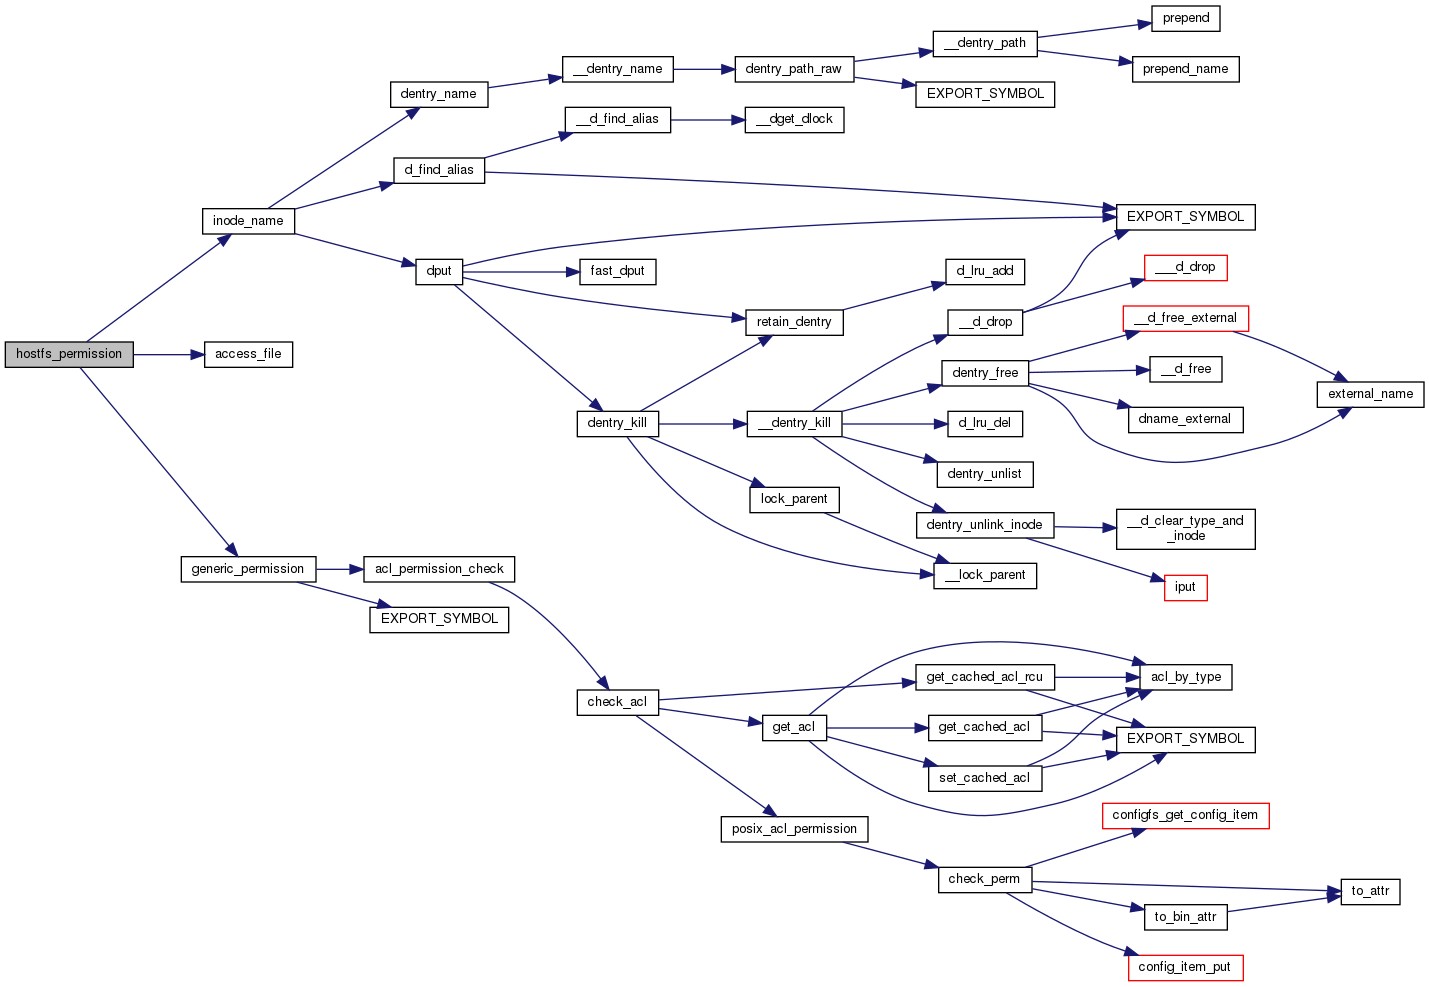 prepend
__dentry_path
prepend_name
__dentry_name
dentry_path_raw
dentry_name
EXPORT_SYMBOL
__d_find_alias
__dget_dlock
d_find_alias
inode_name
EXPORT_SYMBOL
dput
fast_dput
d_lru_add
___d_drop
retain_dentry
__d_drop
__d_free_external
hostfs_permission
access_file
dentry_free
__d_free
external_name
dentry_kill
__dentry_kill
d_lru_del
dname_external
dentry_unlist
lock_parent
dentry_unlink_inode
__d_clear_type_and
_inode
generic_permission
acl_permission_check
__lock_parent
iput
EXPORT_SYMBOL
get_cached_acl_rcu
acl_by_type
check_acl
get_acl
get_cached_acl
EXPORT_SYMBOL
set_cached_acl
configfs_get_config_item
posix_acl_permission
check_perm
to_attr
to_bin_attr
config_item_put